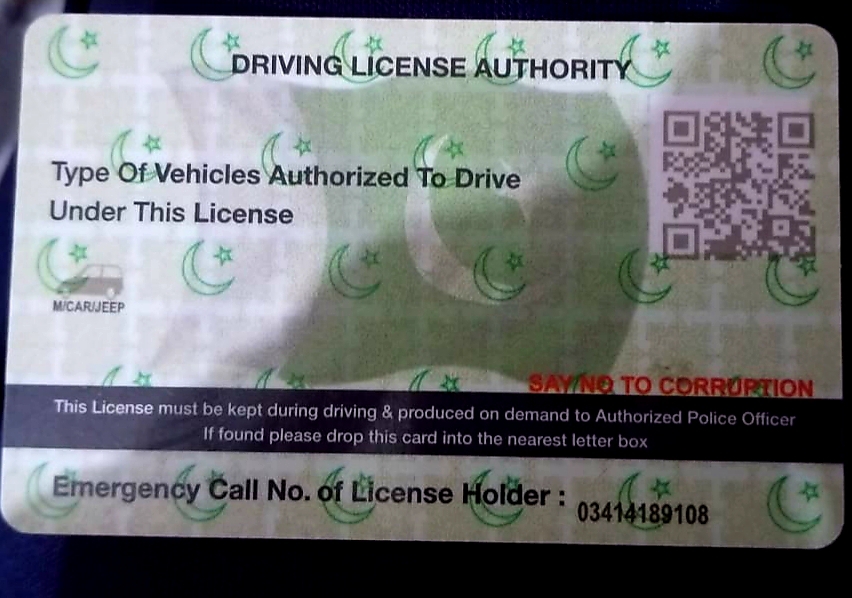 DRIVING LICENSE AUTHORITY
Type Of Vehicles Authorized To Drive
Under This License
M/CAR/JEEP
SAY NO TO CORRUPTION
This License must be kept during driving & produced on demand to Authorized Police Officer
If found please drop this card into the nearest letter box
Emergency Call No. of License Holder :
03414189108